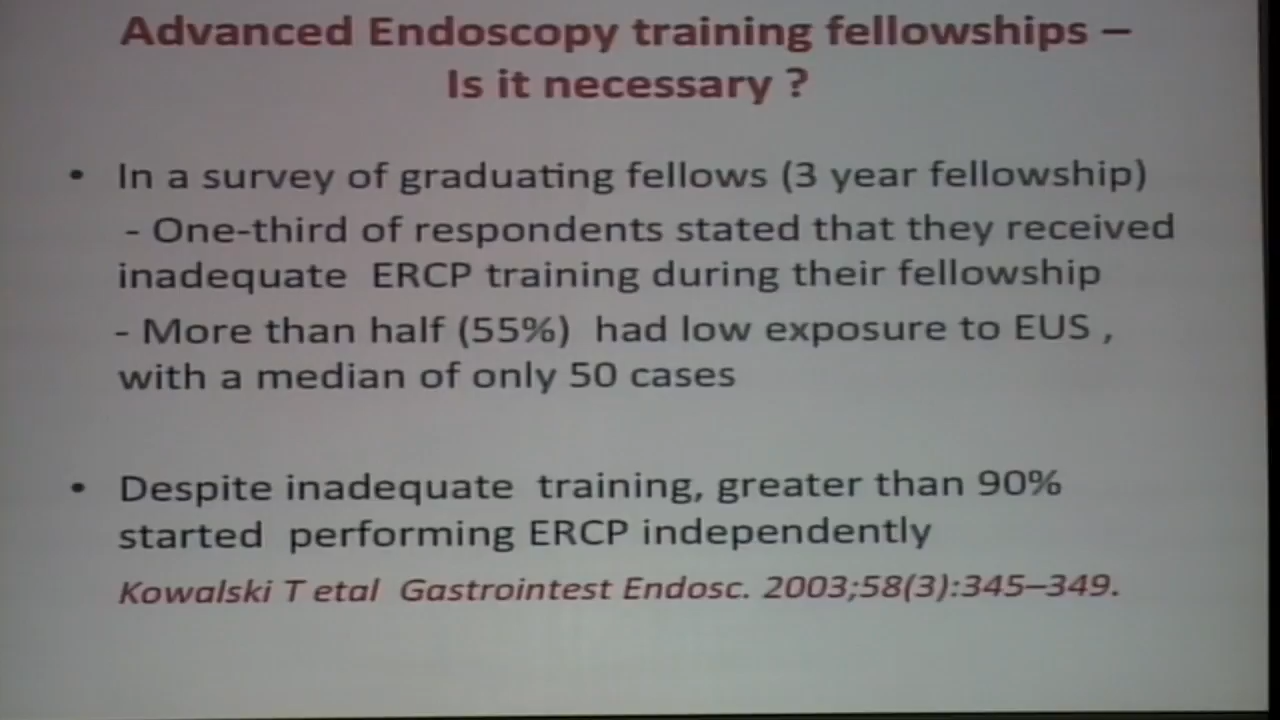 Advanced Endoscopy training fellowships –
Is it necessary ?
• In a survey of graduating fellows (3 year fellowship)
- One-third of respondents stated that they received
inadequate ERCP training during their fellowship
- More than half (55%) had low exposure to EUS ,
with a median of only 50 cases
• Despite inadequate training, greater than 90%
started performing ERCP independently
Kowalski T etal Gastrointest Endosc. 2003;58(3):345–349.